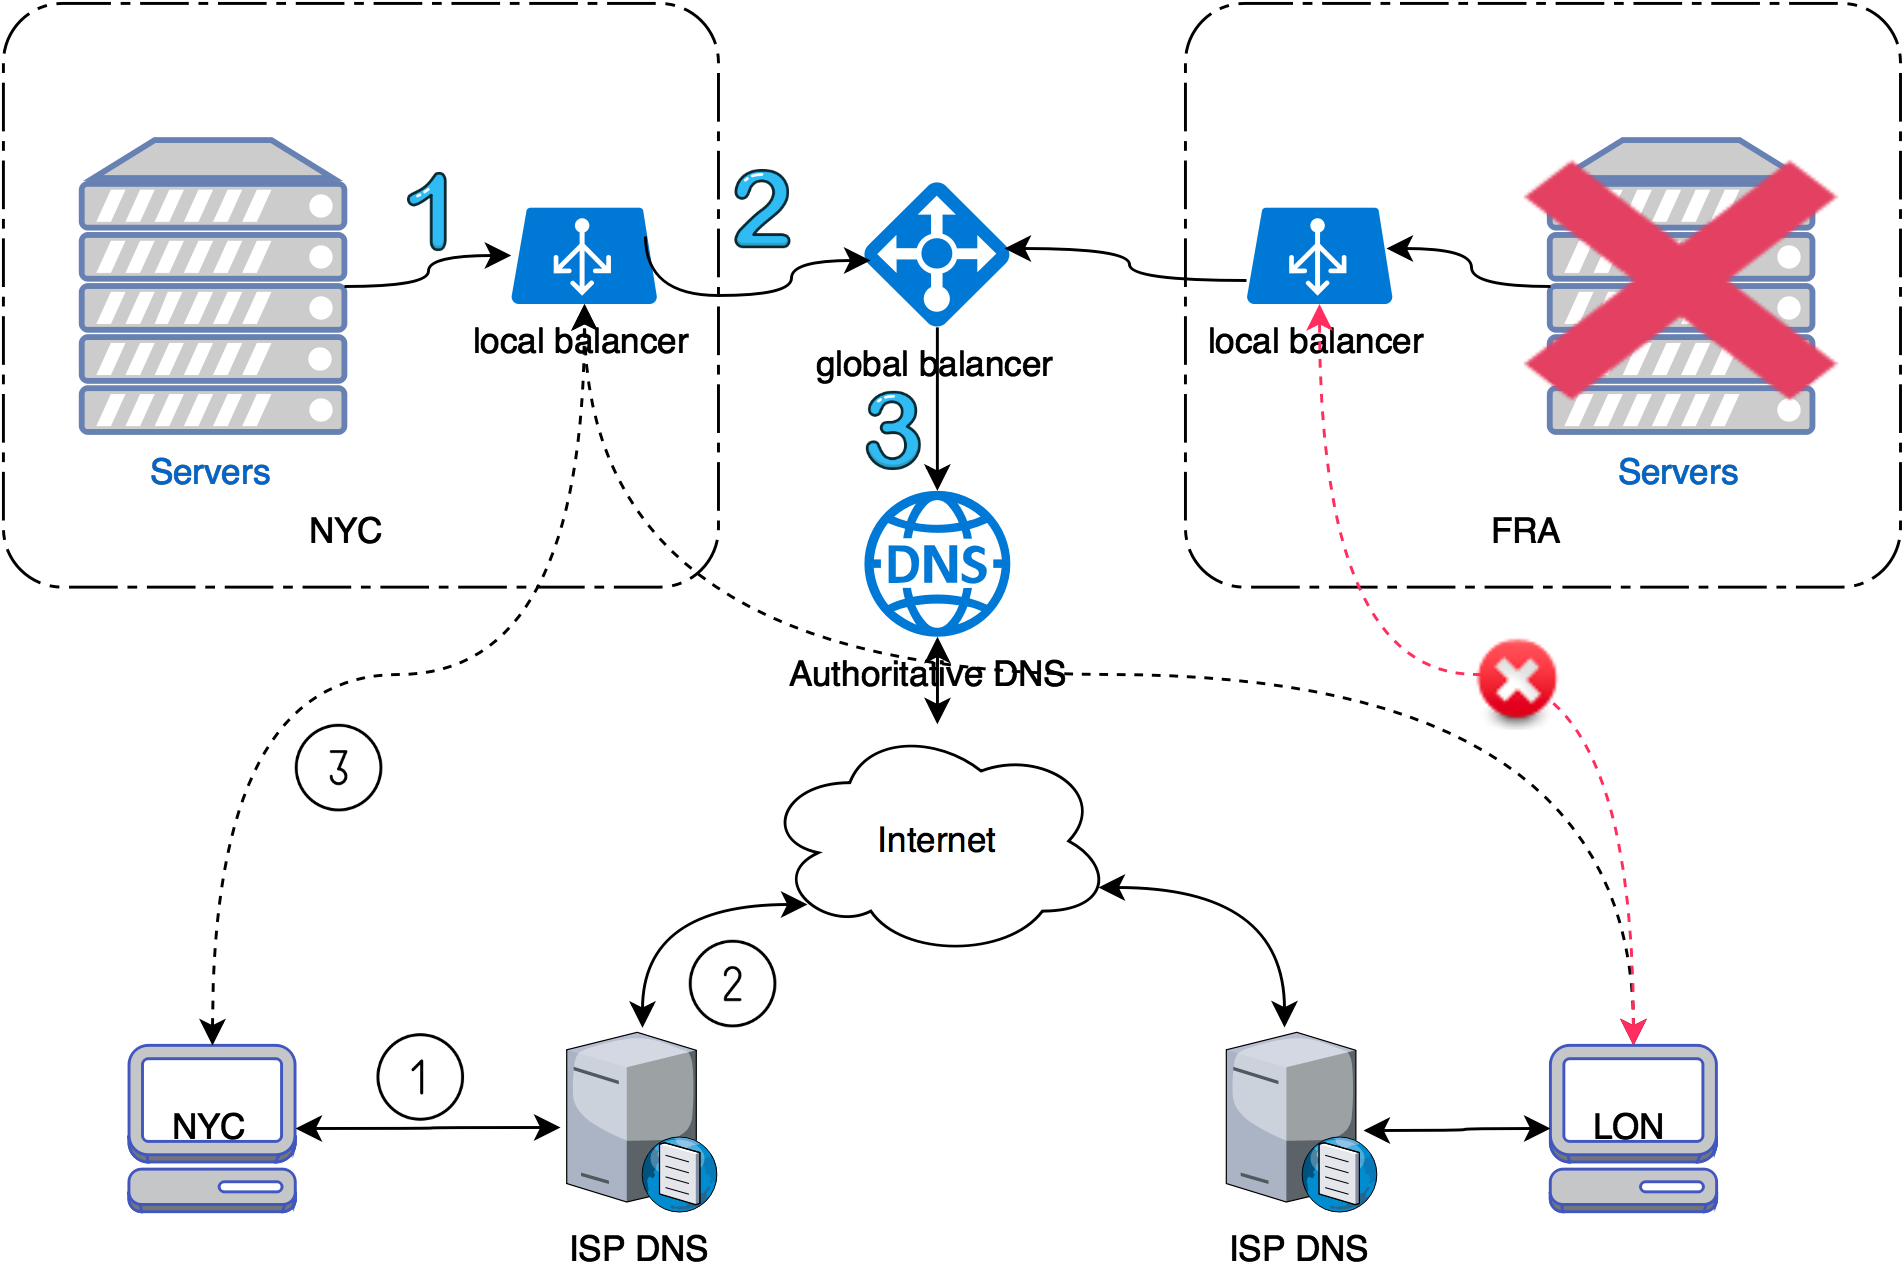 1
2
local balancer
global balancer
local balancer
3
Servers
Servers
NYC
FRA
DNS
Authoritative DNS
3
Internet
2
1
NYC
LON
ISP DNS
ISP DNS